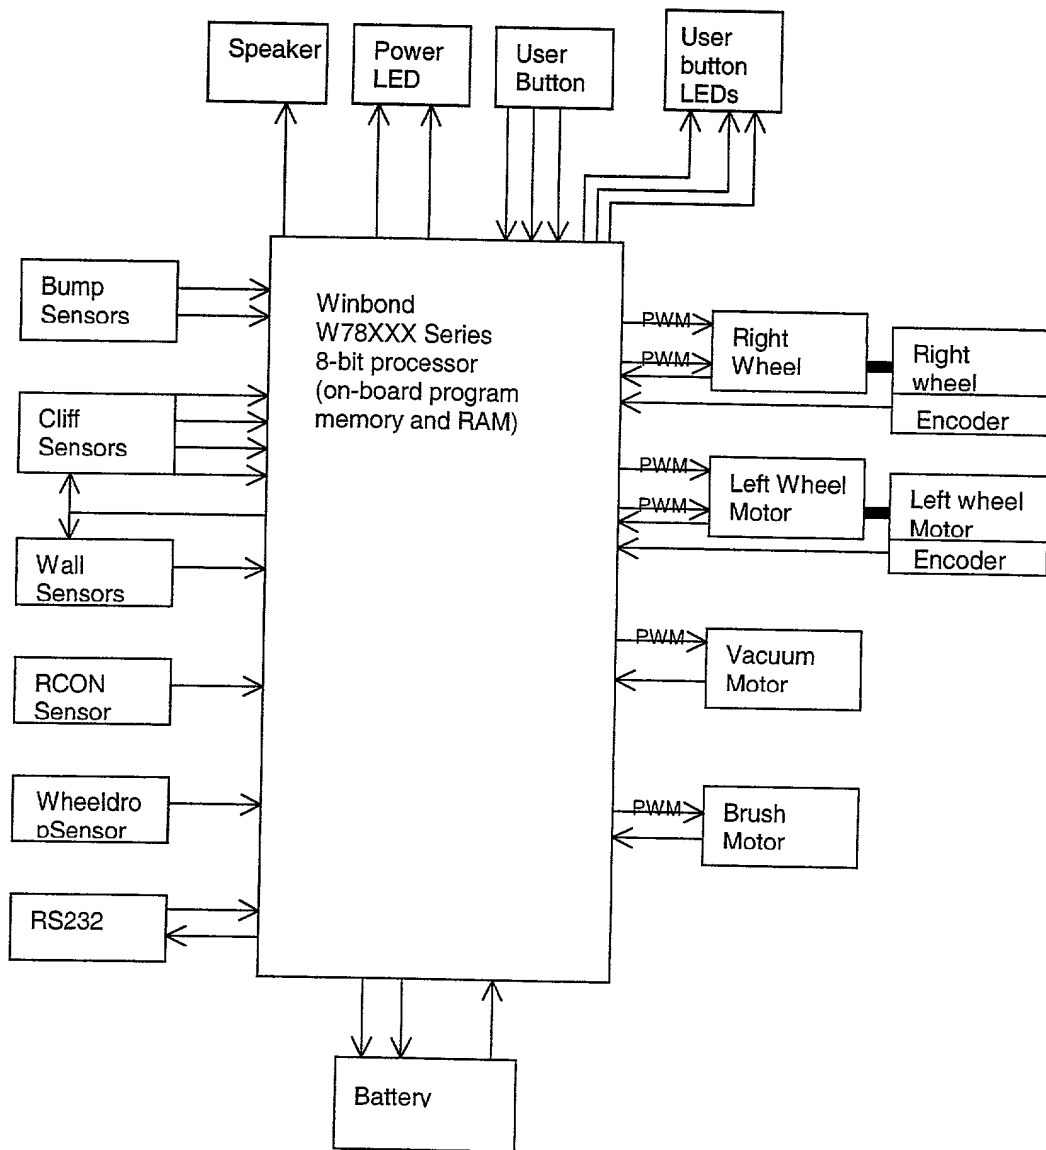 Speaker
Power
LED
User
Button
User
button
LEDs
Bump
Sensors
Cliff
Sensors
Wall
Sensors
RCON
Sensor
Wheeldro
pSensor
RS232
Winbond
W78XXX Series
8-bit processor
(on-board program
memory and RAM)
PWM
PWM
Right
Wheel
Right
wheel
Encoder
PWM
PWM
Left Wheel
Motor
Left wheel
Motor
Encoder
PWM
Vacuum
Motor
PWM
Brush
Motor
Battery